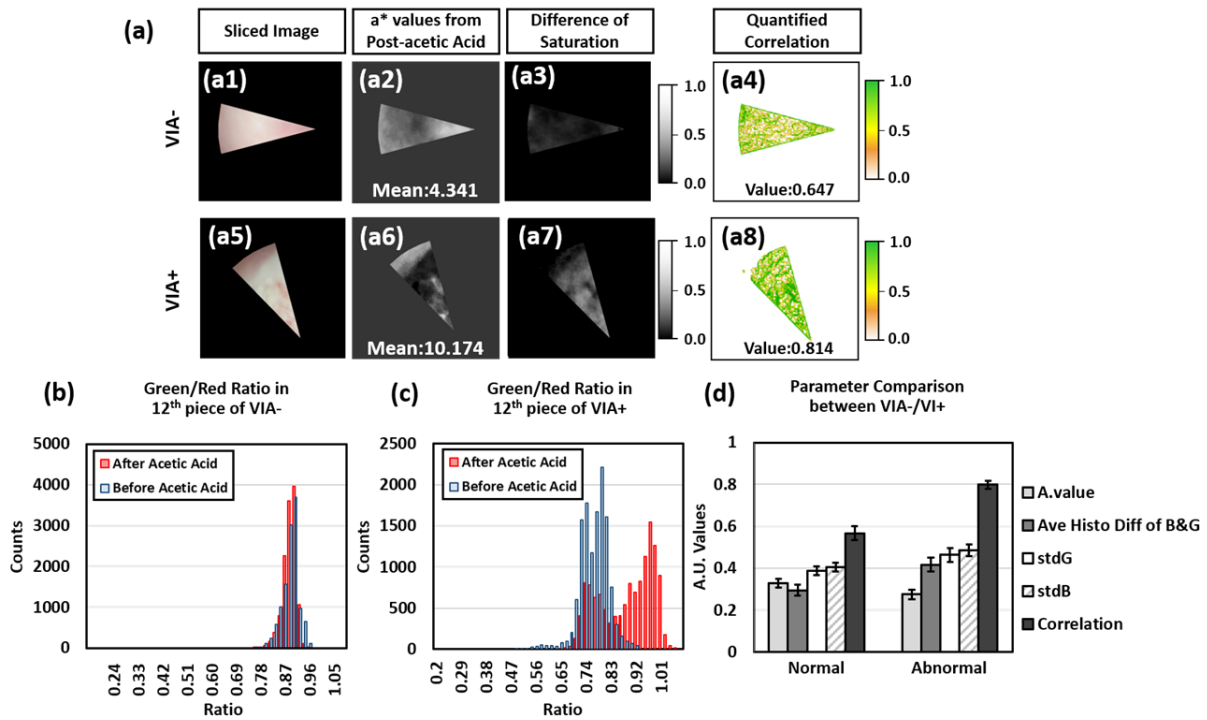 (a)
Sliced Image
a* values from
Post-acetic Acid
Difference of
Saturation
Quantified
Correlation
VIA-
(a1)
(a2)
Mean:4.341
(a3)
1.0
0.5
0.0
(a4)
Value:0.647
1.0
0.5
0.0
VIA+
(a5)
(a6)
Mean:10.174
(a7)
1.0
0.5
0.0
(a8)
Value:0.814
1.0
0.5
0.0
(b)
Green/Red Ratio in
12th piece of VIA-
After Acetic Acid
Before Acetic Acid
Counts
5000
4000
3000
2000
1000
0
0.24 0.33 0.42 0.51 0.60 0.69 0.78 0.87 0.96 1.05
Ratio
(c)
Green/Red Ratio in
12th piece of VIA+
After Acetic Acid
Before Acetic Acid
Counts
2500
2000
1500
1000
500
0
0.2 0.29 0.38 0.47 0.56 0.65 0.74 0.83 0.92 1.01
Ratio
(d)
Parameter Comparison
between VIA-/VI+
A.U. Values
1
0.8
0.6
0.4
0.2
0
Normal Abnormal
A.value
Ave Histo Diff of B&G
stdG
stdB
Correlation